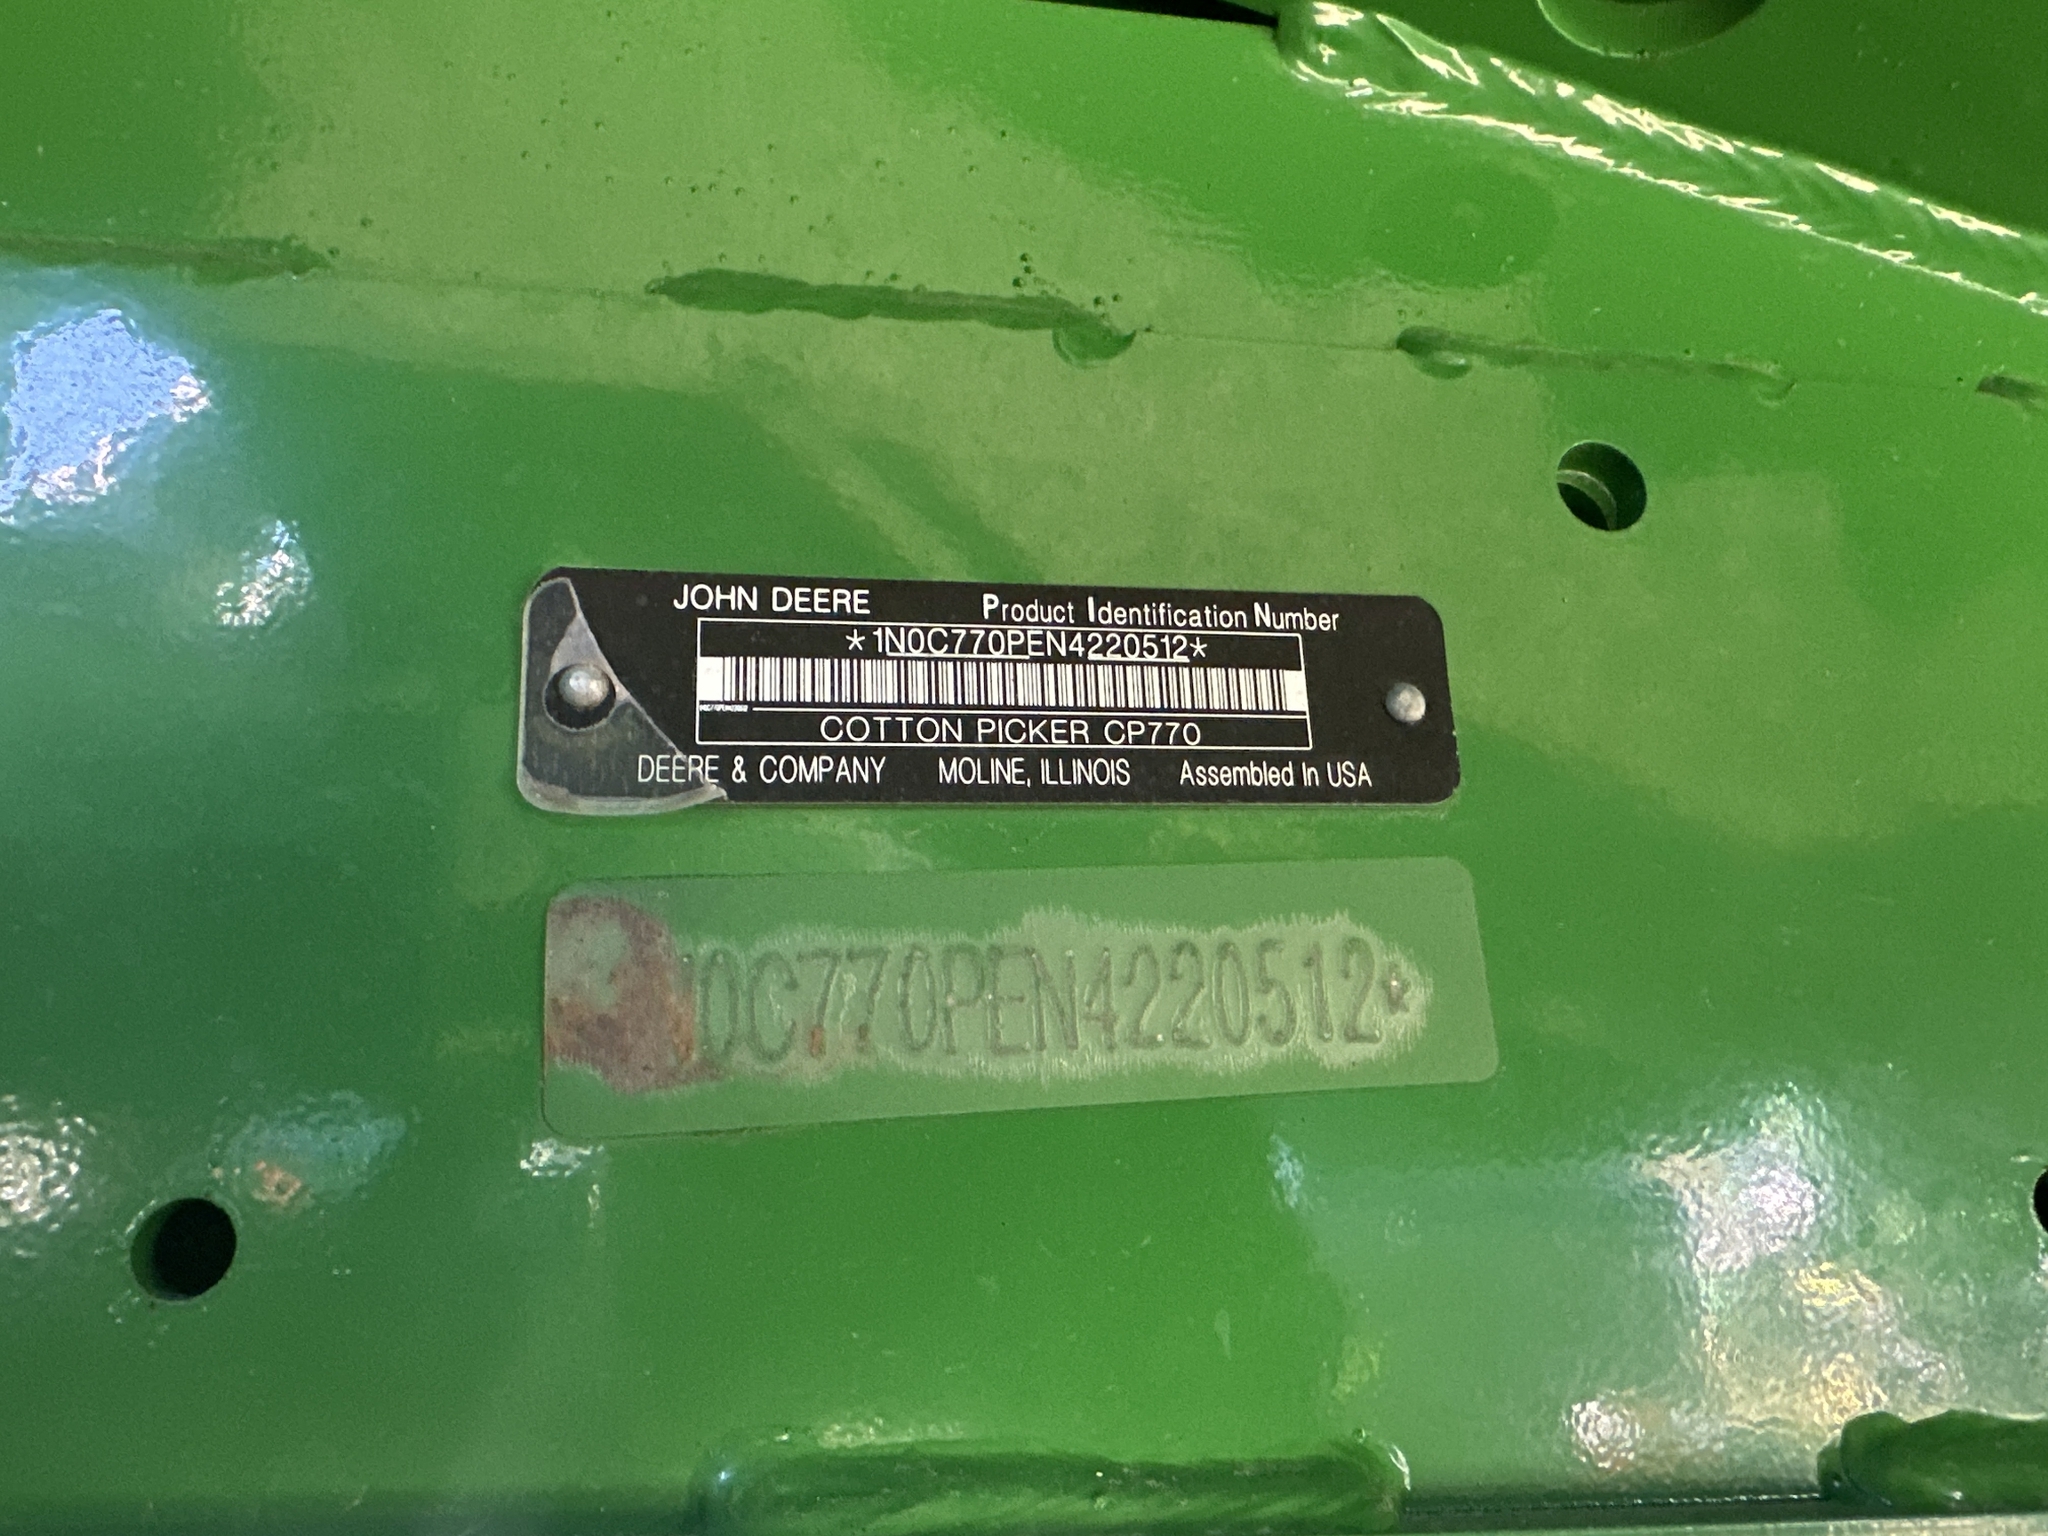 JOHN DEERE Product Identification Number
*1N0C770PEN4220512*
COTTON PICKER CP770
DEERE & COMPANY MOLINE, ILLINOIS Assembled In USA
0C770PEN4220512*